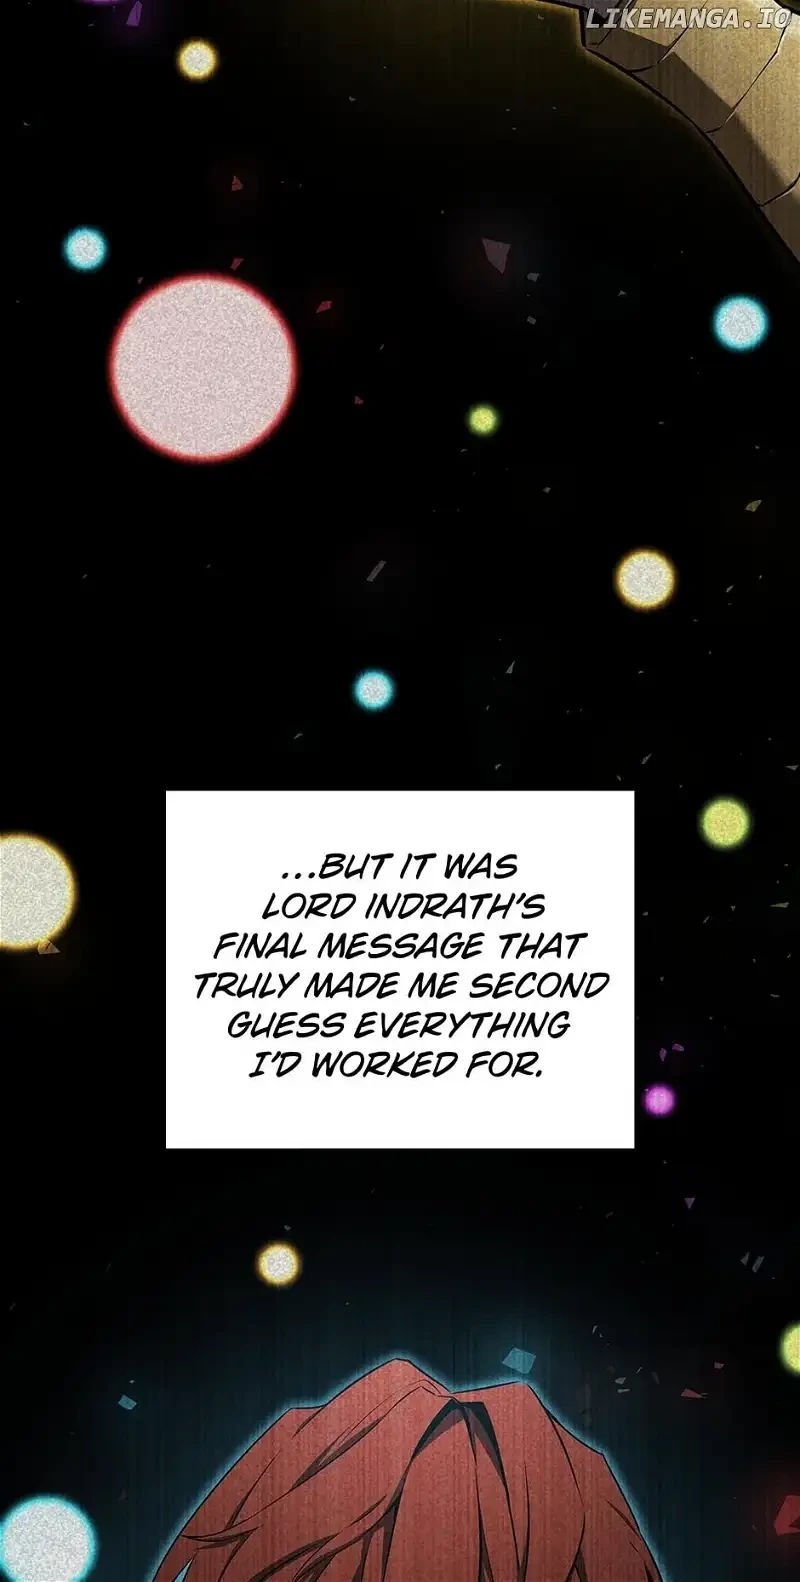 LIKEMANGA.IO
...BUT IT WAS
LORD INDRATH'S
FINAL MESSAGE THAT
TRULY MADE ME SECOND
GUESS EVERYTHING
I'D WORKED FOR.